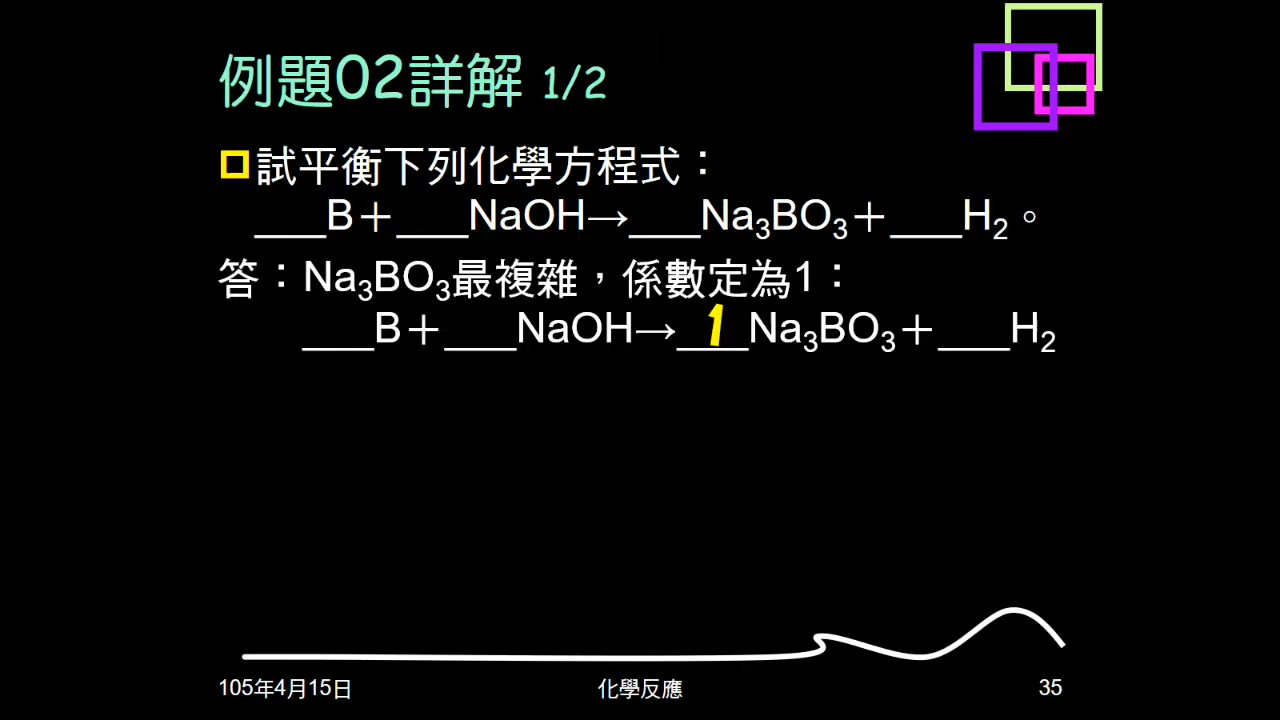 例題02詳解 1/2
試平衡下列化學方程式：
___B＋___NaOH→___Na₃BO₃＋___H₂。
答：Na₃BO₃最複雜，係數定為1：
___B＋___NaOH→_1_Na₃BO₃＋___H₂
105年4月15日 化學反應 35